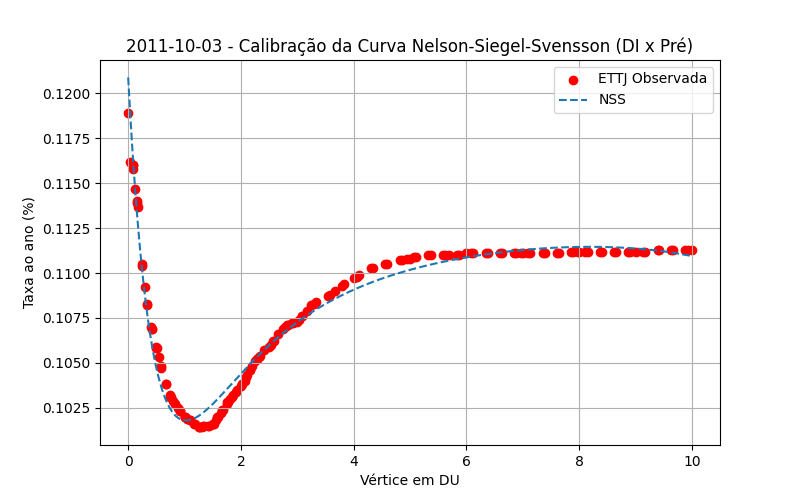 2011-10-03 - Calibração da Curva Nelson-Siegel-Svensson (DI x Pré)
ETTJ Observada
NSS
Taxa ao ano (%)
0.1200
0.1175
0.1150
0.1125
0.1100
0.1075
0.1050
0.1025
0 2 4 6 8 10
Vértice em DU